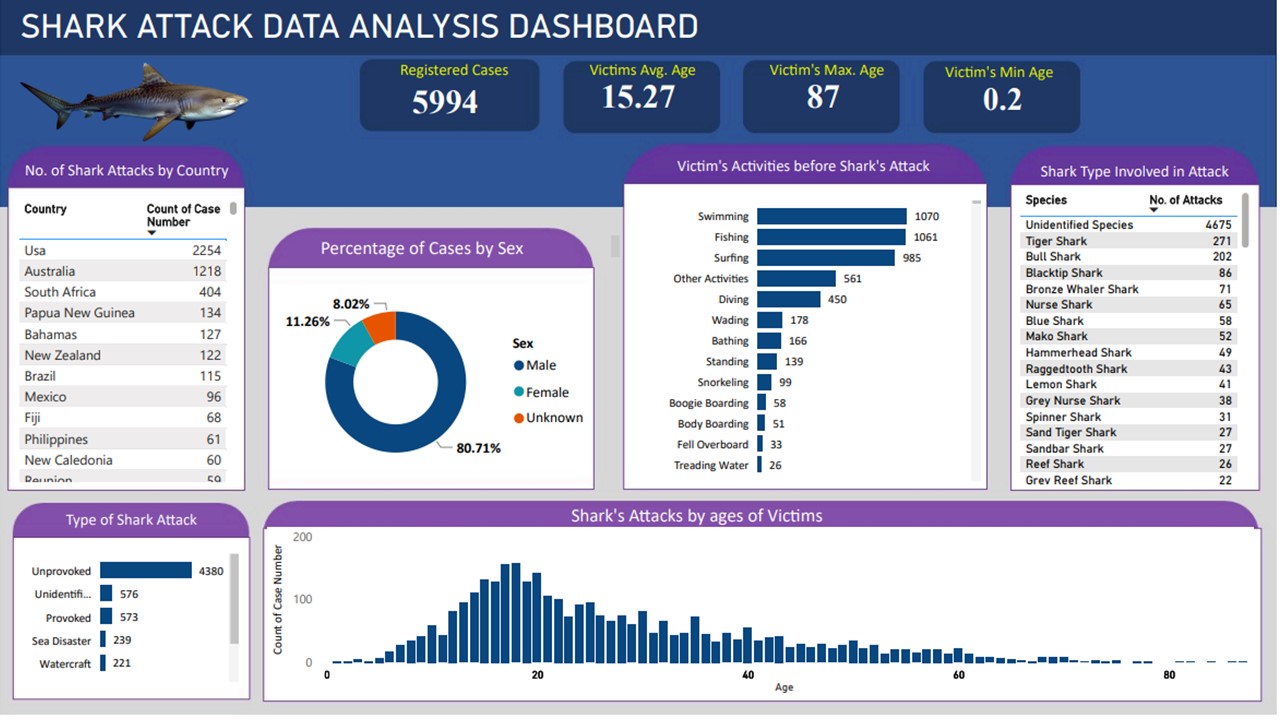 SHARK ATTACK DATA ANALYSIS DASHBOARD
Registered Cases
5994
Victims Avg. Age
15.27
Victim's Max. Age
87
Victim's Min Age
0.2
No. of Shark Attacks by Country
Country Count of Case Number
Usa 2254
Australia 1218
South Africa 404
Papua New Guinea 134
Bahamas 127
New Zealand 122
Brazil 115
Mexico 96
Fiji 68
Philippines 61
New Caledonia 60
Reunion 59
Percentage of Cases by Sex
8.02%
11.26%
80.71%
Sex
Male
Female
Unknown
Victim's Activities before Shark's Attack
Swimming 1070
Fishing 1061
Surfing 985
Other Activities 561
Diving 450
Wading 178
Bathing 166
Standing 139
Snorkeling 99
Boogie Boarding 58
Body Boarding 51
Fell Overboard 33
Treading Water 26
Shark Type Involved in Attack
Species No. of Attacks
Unidentified Species 4675
Tiger Shark 271
Bull Shark 202
Blacktip Shark 86
Bronze Whaler Shark 71
Nurse Shark 65
Blue Shark 58
Mako Shark 52
Hammerhead Shark 49
Raggedtooth Shark 43
Lemon Shark 41
Grey Nurse Shark 38
Spinner Shark 31
Sand Tiger Shark 27
Sandbar Shark 27
Reef Shark 26
Grey Reef Shark 22
Type of Shark Attack
Unprovoked 4380
Unidentifi... 576
Provoked 573
Sea Disaster 239
Watercraft 221
Shark's Attacks by ages of Victims
Count of Case Number
200
100
0
0 20 40 60 80
Age